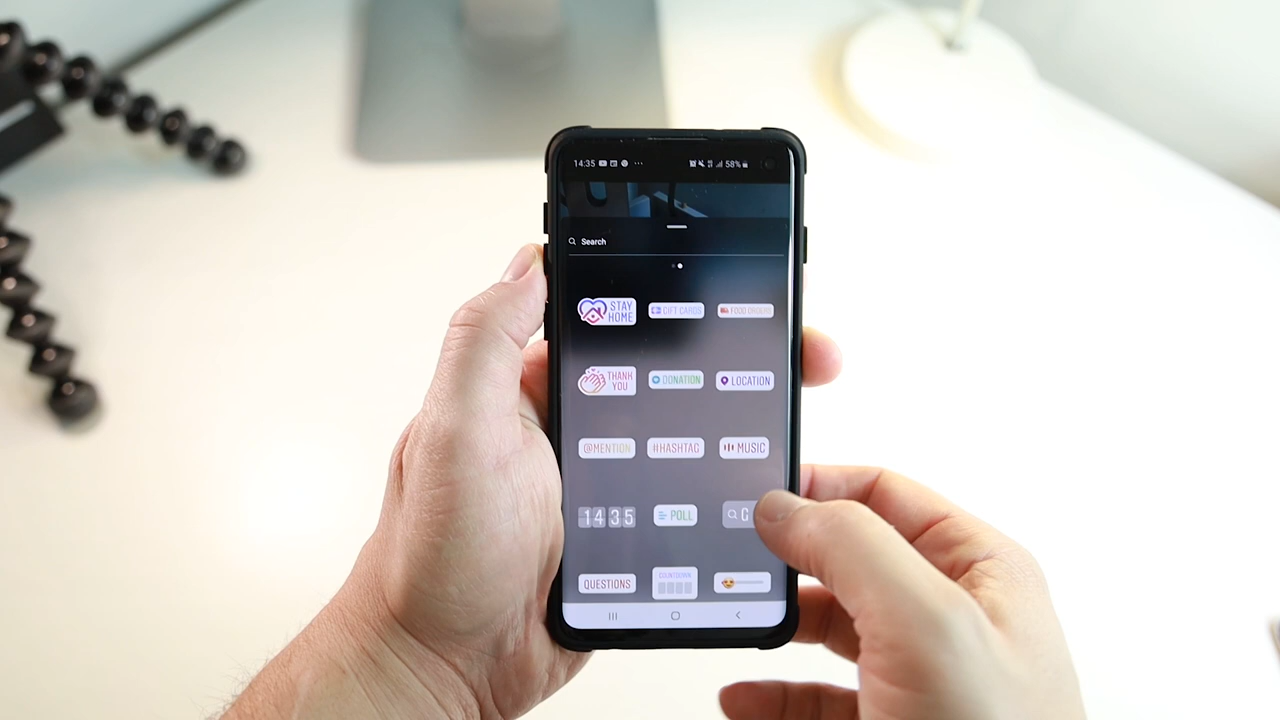 14:35 58%
Search
STAY
HOME
GIFT CARDS
FOOD ORDERS
THANK
YOU
DONATION
LOCATION
@MENTION
#HASHTAG
MUSIC
14 35
POLL
G
QUESTIONS
COUNTDOWN